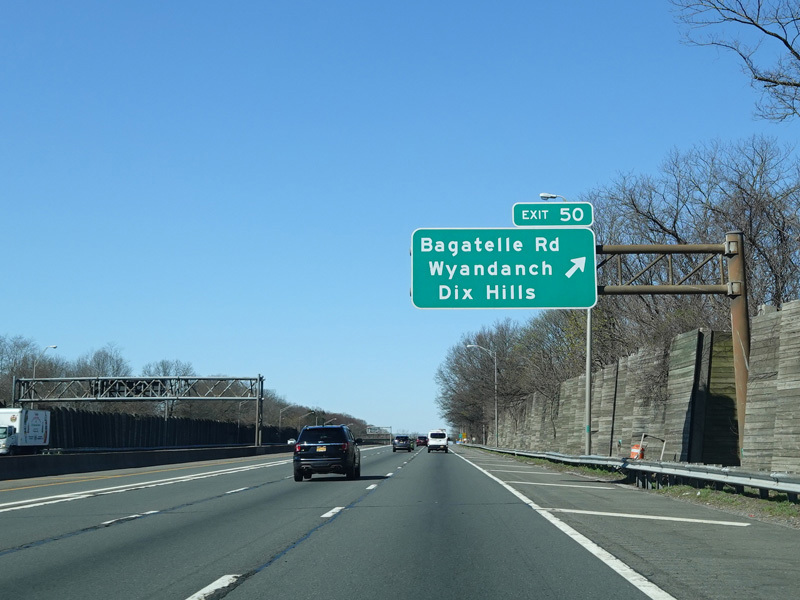 EXIT 50
Bagatelle Rd
Wyandanch
Dix Hills